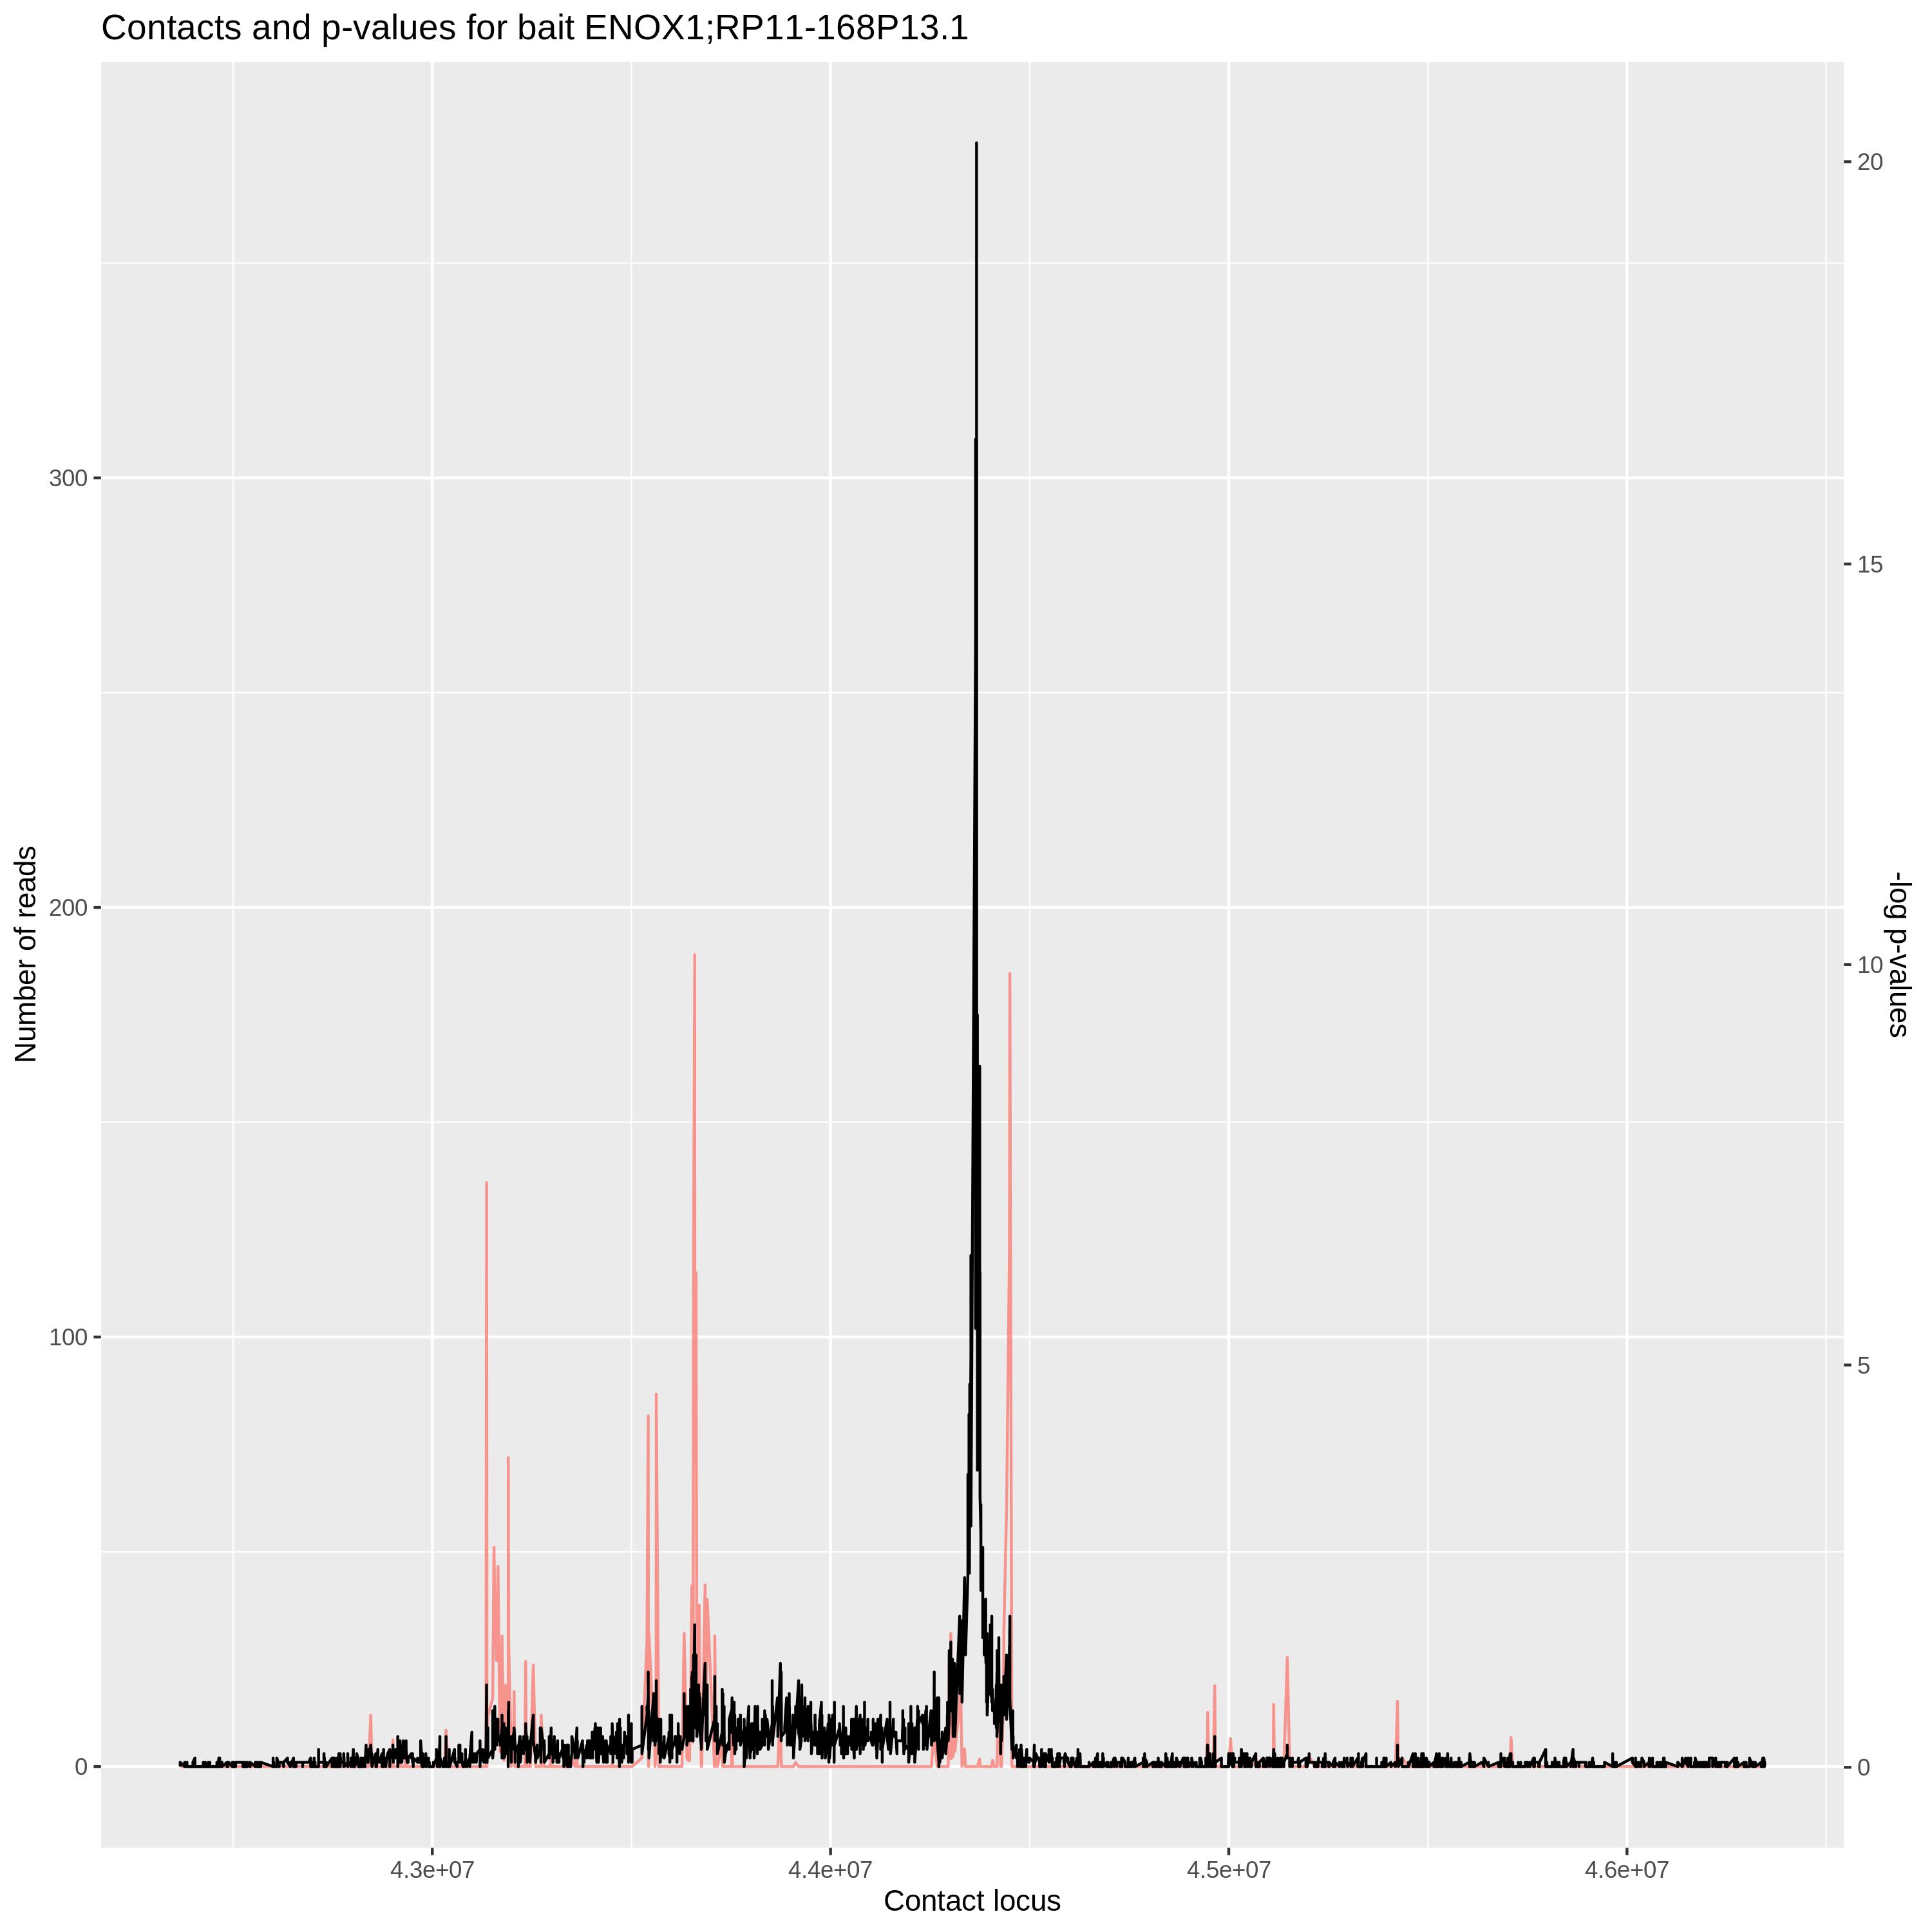 Contacts and p-values for bait ENOX1;RP11-168P13.1
Number of reads
300
200
100
0
20
15
10
5
0
-log p-values
4.3e+07
4.4e+07
4.5e+07
4.6e+07
Contact locus